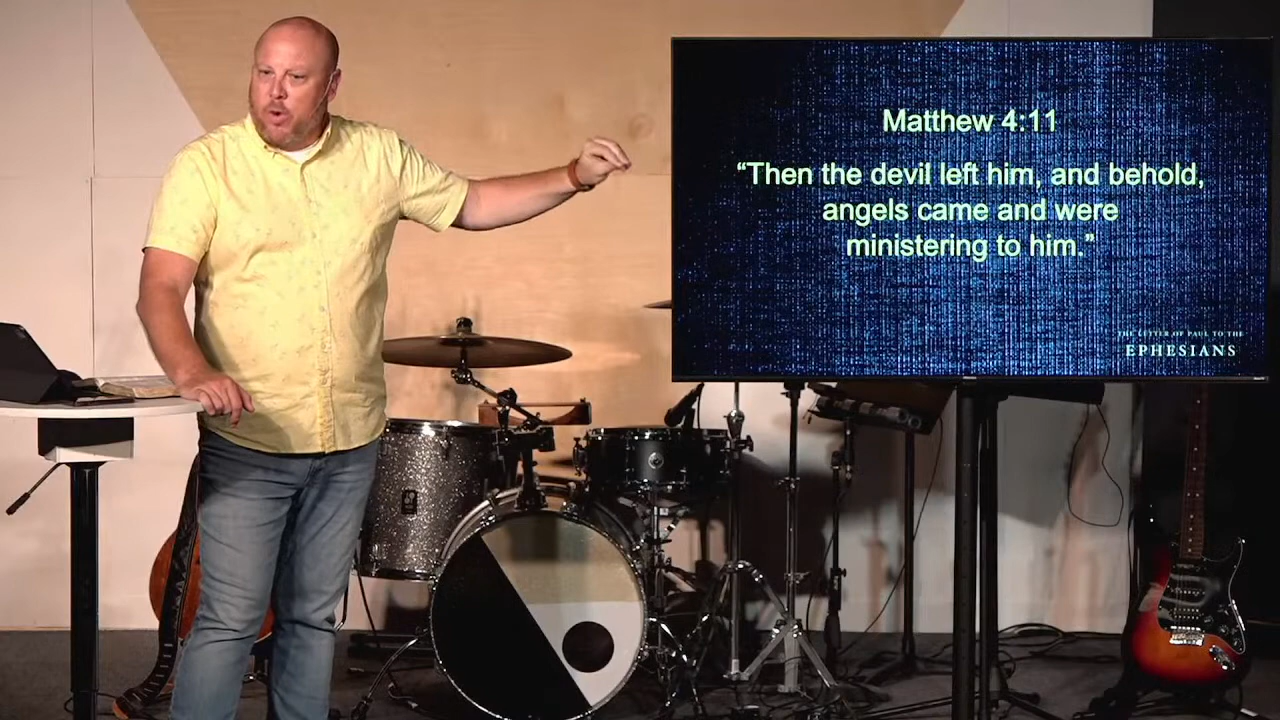 Matthew 4:11
“Then the devil left him, and behold,
angels came and were
ministering to him.”
THE LETTER OF PAUL TO THE
EPHESIANS